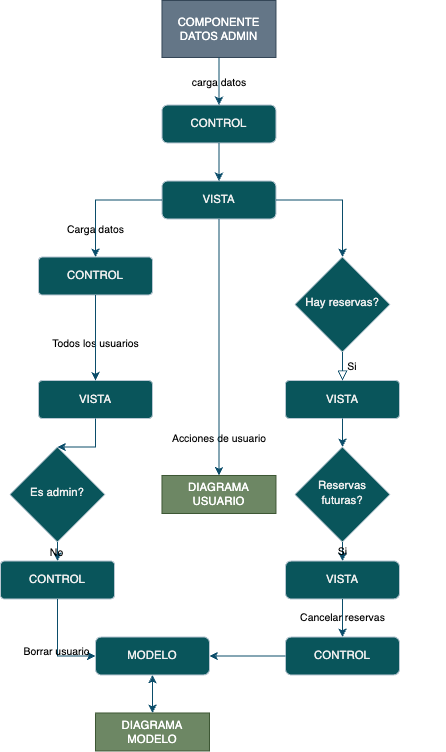 COMPONENTE
DATOS ADMIN
carga datos
CONTROL
VISTA
Carga datos
CONTROL
Hay reservas?
Todos los usuarios
Si
VISTA
VISTA
Acciones de usuario
Es admin?
DIAGRAMA
USUARIO
Reservas
futuras?
No
Si
CONTROL
VISTA
Cancelar reservas
Borrar usuario
MODELO
CONTROL
DIAGRAMA
MODELO